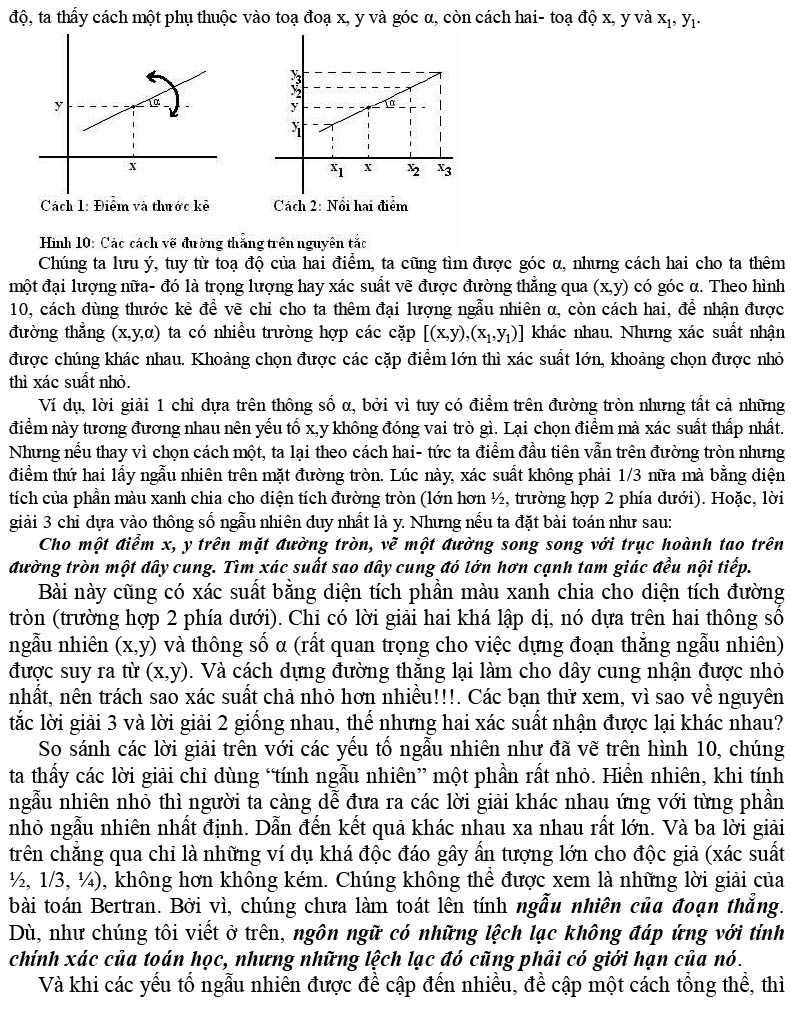 độ, ta thấy cách một phụ thuộc vào toạ đoạ x, y và góc α, còn cách hai- toạ độ x, y và x₁, y₁.
y α x
y₃ y₂ y y₁ α x₁ x x₂ x₃
Cách 1: Điểm và thước kẻ Cách 2: Nối hai điểm
Hình 10: Các cách vẽ đường thẳng trên nguyên tắc
Chúng ta lưu ý, tuy từ toạ độ của hai điểm, ta cũng tìm được góc α, nhưng cách hai cho ta thêm
một đại lượng nữa- đó là trọng lượng hay xác suất vẽ được đường thẳng qua (x,y) có góc α. Theo hình
10, cách dùng thước kẻ để vẽ chỉ cho ta thêm đại lượng ngẫu nhiên α, còn cách hai, để nhận được
đường thẳng (x,y,α) ta có nhiều trường hợp các cặp [(x,y),(x₁,y₁)] khác nhau. Nhưng xác suất nhận
được chúng khác nhau. Khoảng chọn được các cặp điểm lớn thì xác suất lớn, khoảng chọn được nhỏ
thì xác suất nhỏ.
Ví dụ, lời giải 1 chỉ dựa trên thông số α, bởi vì tuy có điểm trên đường tròn nhưng tất cả những
điểm này tương đương nhau nên yếu tố x,y không đóng vai trò gì. Lại chọn điểm mà xác suất thấp nhất.
Nhưng nếu thay vì chọn cách một, ta lại theo cách hai- tức ta điểm đầu tiên vẫn trên đường tròn nhưng
điểm thứ hai lấy ngẫu nhiên trên mặt đường tròn. Lúc này, xác suất không phải 1/3 nữa mà bằng diện
tích của phần màu xanh chia cho diện tích đường tròn (lớn hơn ½, trường hợp 2 phía dưới). Hoặc, lời
giải 3 chỉ dựa vào thông số ngẫu nhiên duy nhất là y. Nhưng nếu ta đặt bài toán như sau:
Cho một điểm x, y trên mặt đường tròn, vẽ một đường song song với trục hoành tao trên
đường tròn một dây cung. Tìm xác suất sao dây cung đó lớn hơn cạnh tam giác đều nội tiếp.
Bài này cũng có xác suất bằng diện tích phần màu xanh chia cho diện tích đường
tròn (trường hợp 2 phía dưới). Chỉ có lời giải hai khá lập dị, nó dựa trên hai thông số
ngẫu nhiên (x,y) và thông số α (rất quan trọng cho việc dựng đoạn thẳng ngẫu nhiên)
được suy ra từ (x,y). Và cách dựng đường thẳng lại làm cho dây cung nhận được nhỏ
nhất, nên trách sao xác suất chả nhỏ hơn nhiều!!!. Các bạn thử xem, vì sao về nguyên
tắc lời giải 3 và lời giải 2 giống nhau, thế nhưng hai xác suất nhận được lại khác nhau?
So sánh các lời giải trên với các yếu tố ngẫu nhiên như đã vẽ trên hình 10, chúng
ta thấy các lời giải chỉ dùng “tính ngẫu nhiên” một phần rất nhỏ. Hiển nhiên, khi tính
ngẫu nhiên nhỏ thì người ta càng dễ đưa ra các lời giải khác nhau ứng với từng phần
nhỏ ngẫu nhiên nhất định. Dẫn đến kết quả khác nhau xa nhau rất lớn. Và ba lời giải
trên chẳng qua chỉ là những ví dụ khá độc đáo gây ấn tượng lớn cho độc giả (xác suất
½, 1/3, ¼), không hơn không kém. Chúng không thể được xem là những lời giải của
bài toán Bertran. Bởi vì, chúng chưa làm toát lên tính ngẫu nhiên của đoạn thẳng.
Dù, như chúng tôi viết ở trên, ngôn ngữ có những lệch lạc không đáp ứng với tính
chính xác của toán học, nhưng những lệch lạc đó cũng phải có giới hạn của nó.
Và khi các yếu tố ngẫu nhiên được đề cập đến nhiều, đề cập một cách tổng thể, thì